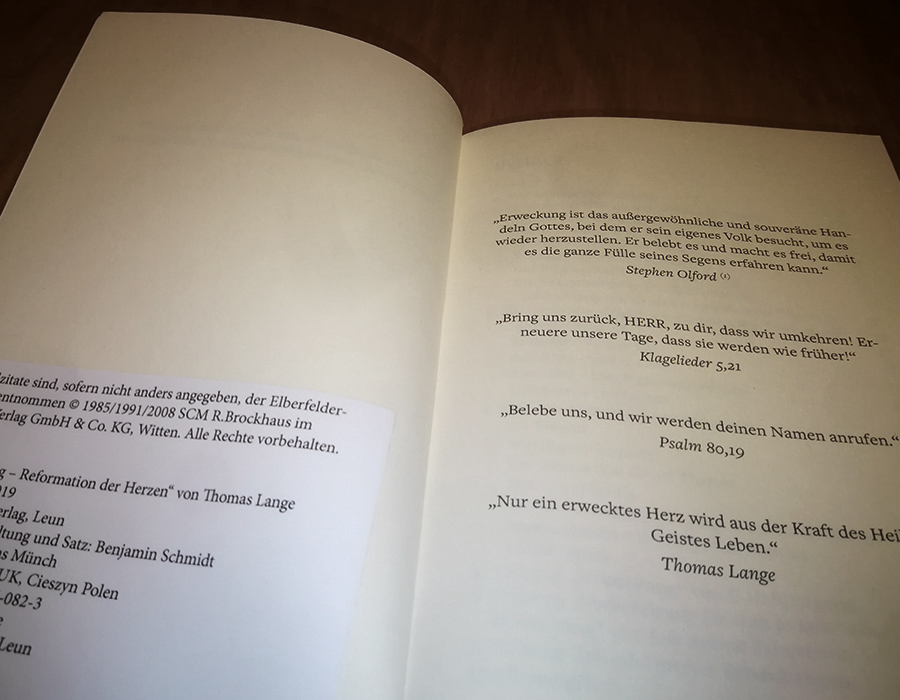 zitate sind, sofern nicht anders angegeben, der Elberfelder-
entnommen © 1985/1991/2008 SCM R.Brockhaus im
erlag GmbH & Co. KG, Witten. Alle Rechte vorbehalten.
g – Reformation der Herzen“ von Thomas Lange
19
erlag, Leun
ltung und Satz: Benjamin Schmidt
s Münch
UK, Cieszyn Polen
-082-3
e
Leun
„Erweckung ist das außergewöhnliche und souveräne Han-
deln Gottes, bei dem er sein eigenes Volk besucht, um es
wieder herzustellen. Er belebt es und macht es frei, damit
es die ganze Fülle seines Segens erfahren kann.“
Stephen Olford (1)
„Bring uns zurück, HERR, zu dir, dass wir umkehren! Er-
neuere unsere Tage, dass sie werden wie früher!“
Klagelieder 5,21
„Belebe uns, und wir werden deinen Namen anrufen.“
Psalm 80,19
„Nur ein erwecktes Herz wird aus der Kraft des Hei
Geistes Leben.“
Thomas Lange